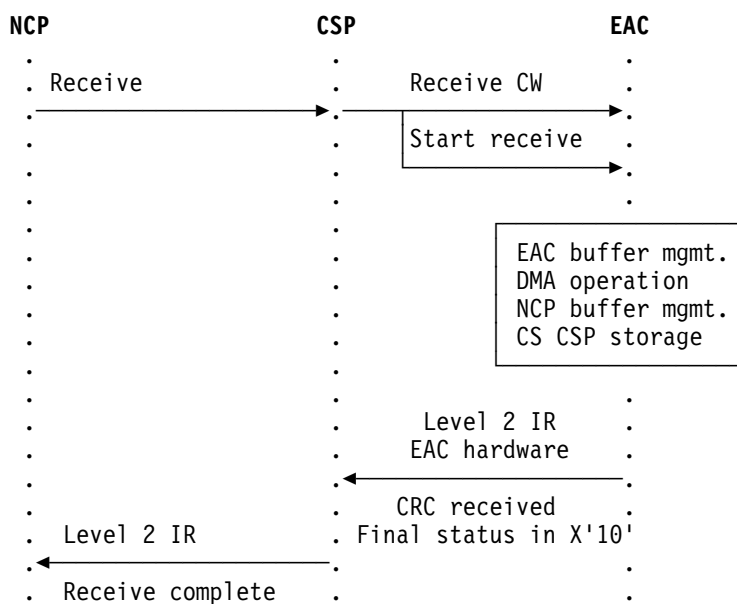 NCP CSP EAC
Receive Receive CW
Start receive
EAC buffer mgmt.
DMA operation
NCP buffer mgmt.
CS CSP storage
Level 2 IR
EAC hardware
CRC received
Level 2 IR Final status in X'10'
Receive complete